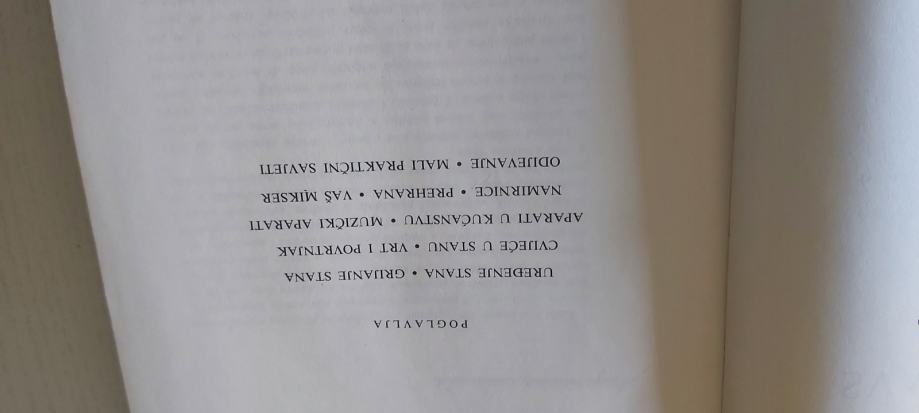 POGLAVLJA
UREĐENJE STANA • GRIJANJE STANA
CVIJEĆE U STANU • VRT I POVRTNJAK
APARATI U KUĆANSTVU • MUZIČKI APARATI
NAMIRNICE • PREHRANA • VAŠ MIKSER
ODIJEVANJE • MALI PRAKTIČNI SAVJETI